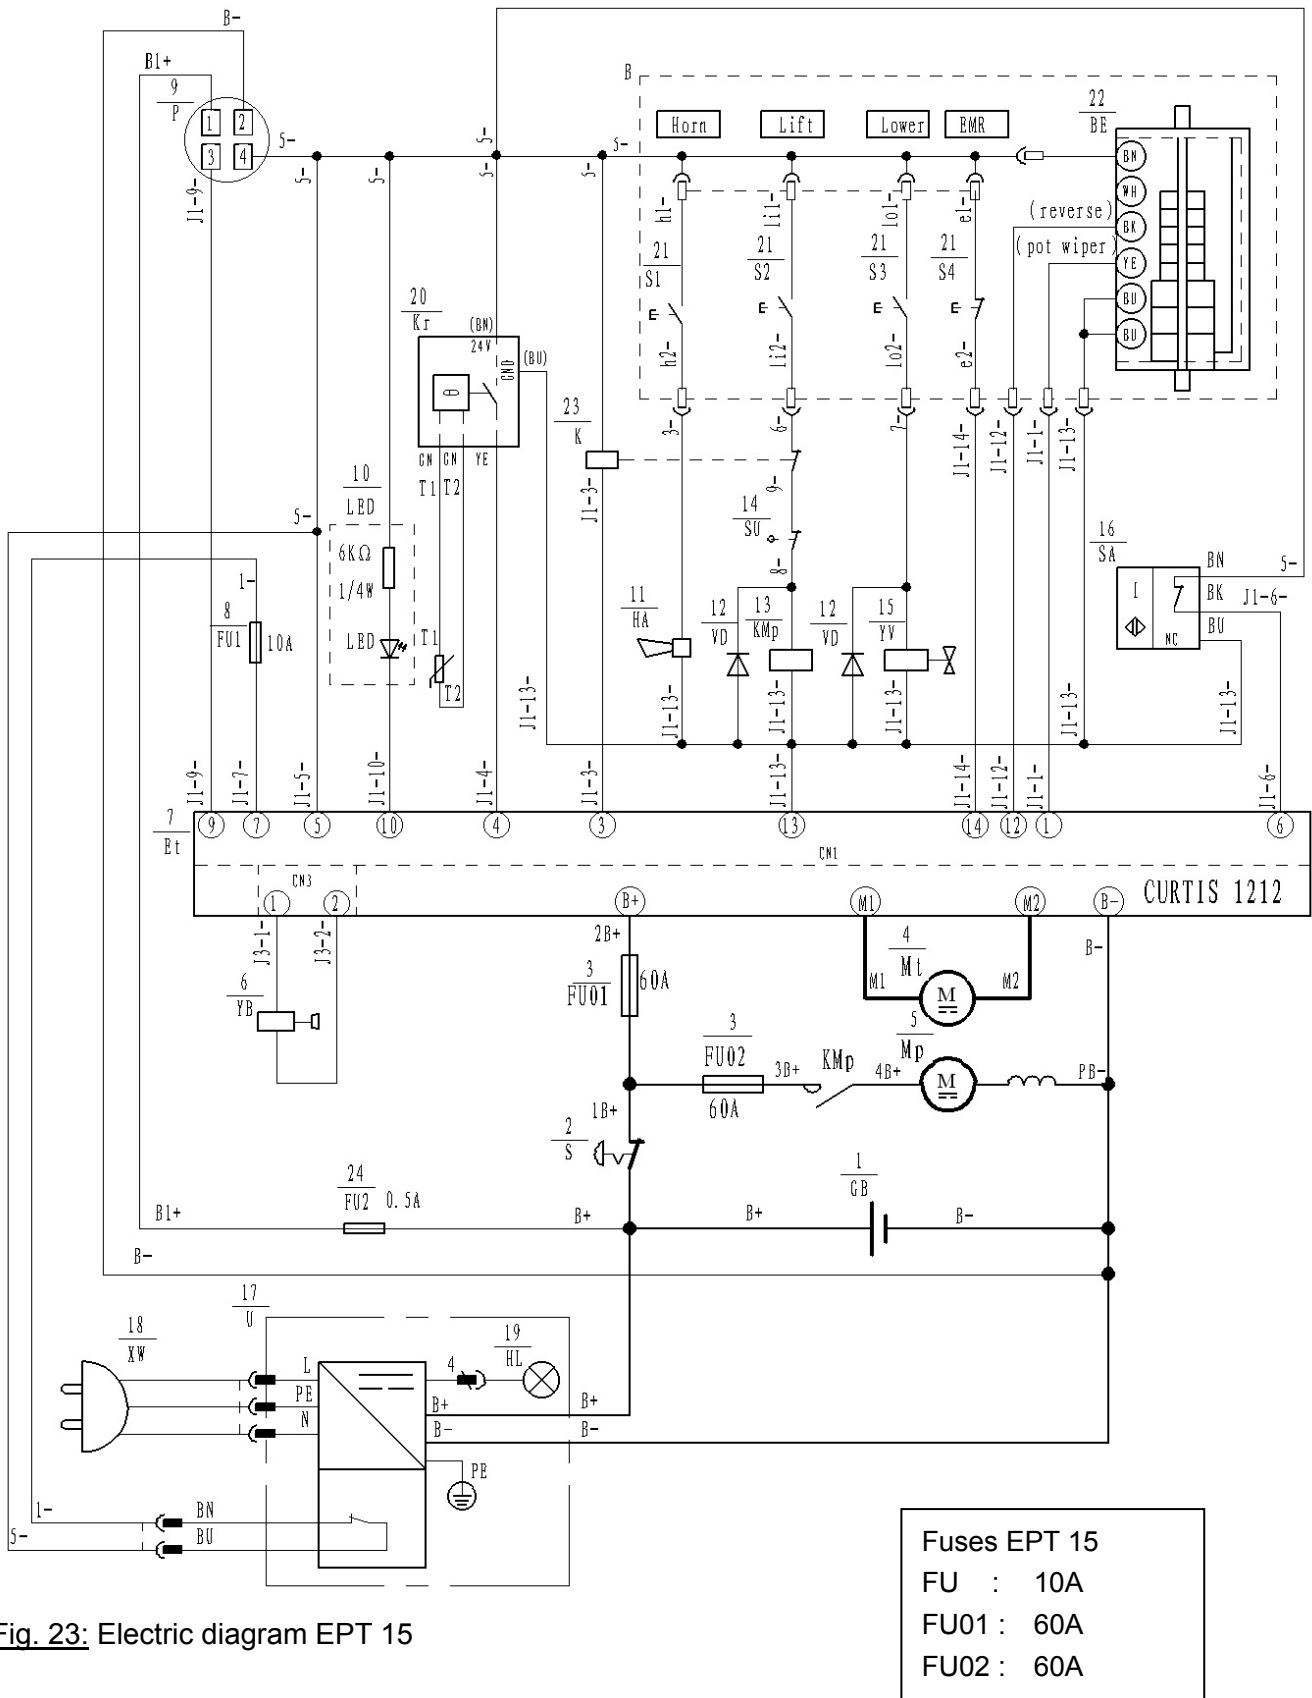 B-
B1+
9
P
1
2
3
4
5-
5-
5-
5-
5-
5-
5-
J1-9-
B
Horn
Lift
Lower
EMR
22
BE
BN
WH
BK
YE
BU
BU
(reverse)
(pot wiper)
h1-
li1-
lo1-
e1-
21
S1
21
S2
21
S3
21
S4
E
E
E
E
h2-
li2-
lo2-
e2-
20
Kr
(BN)
24V
GND
(BU)
θ
GN
GN
YE
T1
T2
23
K
3-
6-
7-
J1-14-
J1-12-
J1-1-
J1-13-
9-
J1-3-
10
LED
5-
6KΩ
1/4W
LED
14
SU
8-
16
SA
I
NC
BN
5-
BK
J1-6-
BU
1-
8
FU1
10A
T1
T2
11
HA
12
VD
13
KMp
12
VD
15
YV
J1-13-
J1-13-
J1-13-
J1-13-
J1-13-
J1-13-
J1-9-
J1-7-
J1-5-
J1-10-
J1-4-
J1-3-
J1-13-
J1-14-
J1-12-
J1-1-
J1-6-
7
Et
9
7
5
10
4
3
13
14
12
1
6
CN1
CN3
1
2
B+
M1
M2
B-
CURTIS 1212
J3-1-
J3-2-
6
YB
2B+
3
FU01
60A
4
Mt
M1
M2
M
B-
3
FU02
60A
3B+
KMp
4B+
5
Mp
M
PB-
1B+
2
S
24
FU2
0.5A
B1+
B+
B+
1
GB
B-
B-
17
U
18
XW
19
HL
L
PE
N
4
B+
B-
B+
B-
PE
1-
BN
5-
BU
Fuses EPT 15
FU : 10A
FU01 : 60A
FU02 : 60A
Fig. 23: Electric diagram EPT 15